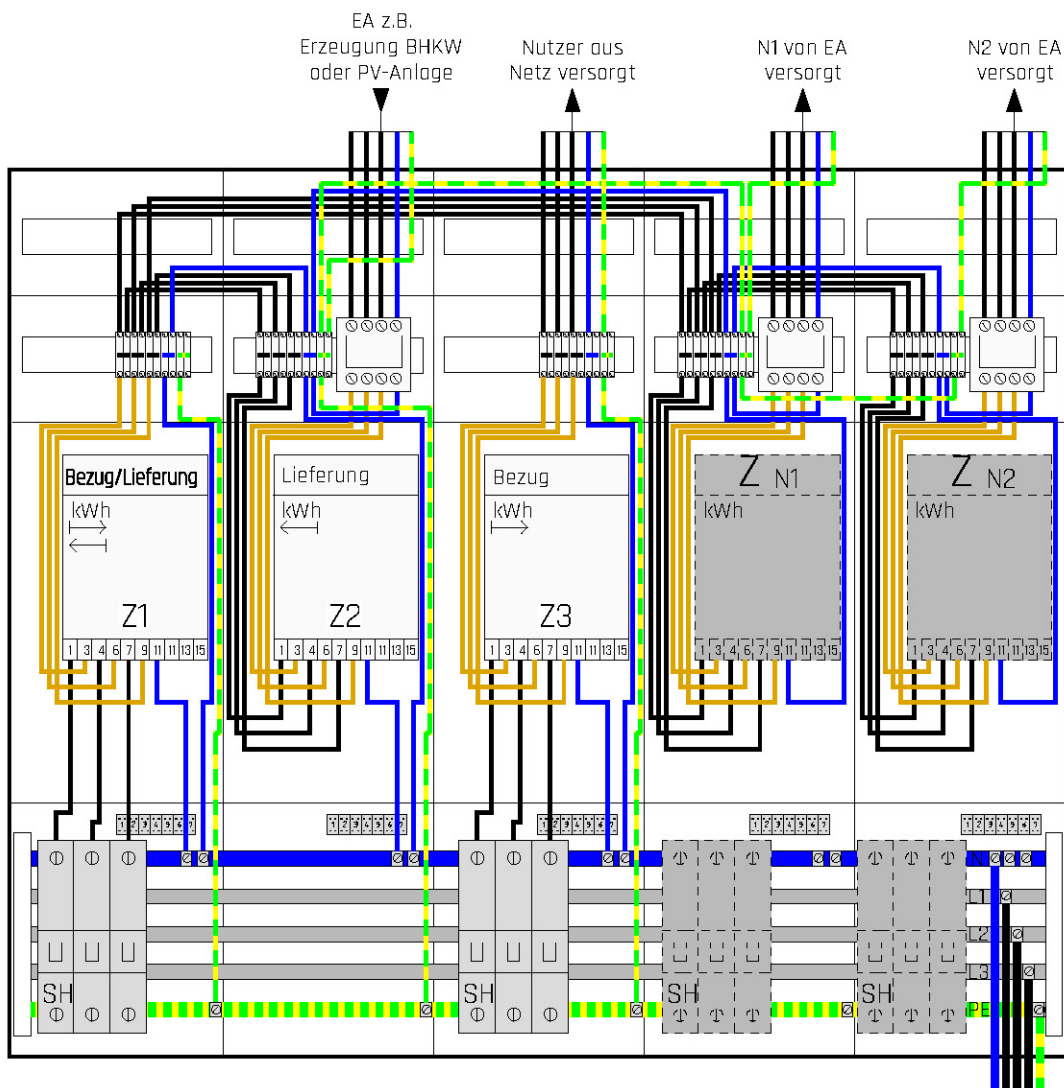 EA z.B.
Erzeugung BHKW
oder PV-Anlage
Nutzer aus
Netz versorgt
N1 von EA
versorgt
N2 von EA
versorgt
Bezug/Lieferung
kWh
Z1
1 3 4 6 7 9 11 11 13 15
Lieferung
kWh
Z2
1 3 4 6 7 9 11 11 13 15
Bezug
kWh
Z3
1 3 4 6 7 9 11 11 13 15
Z N1
kWh
1 3 4 6 7 9 11 11 13 15
Z N2
kWh
1 3 4 6 7 9 11 11 13 15
N
L1
L2
L3
PE
SH
SH
SH
SH